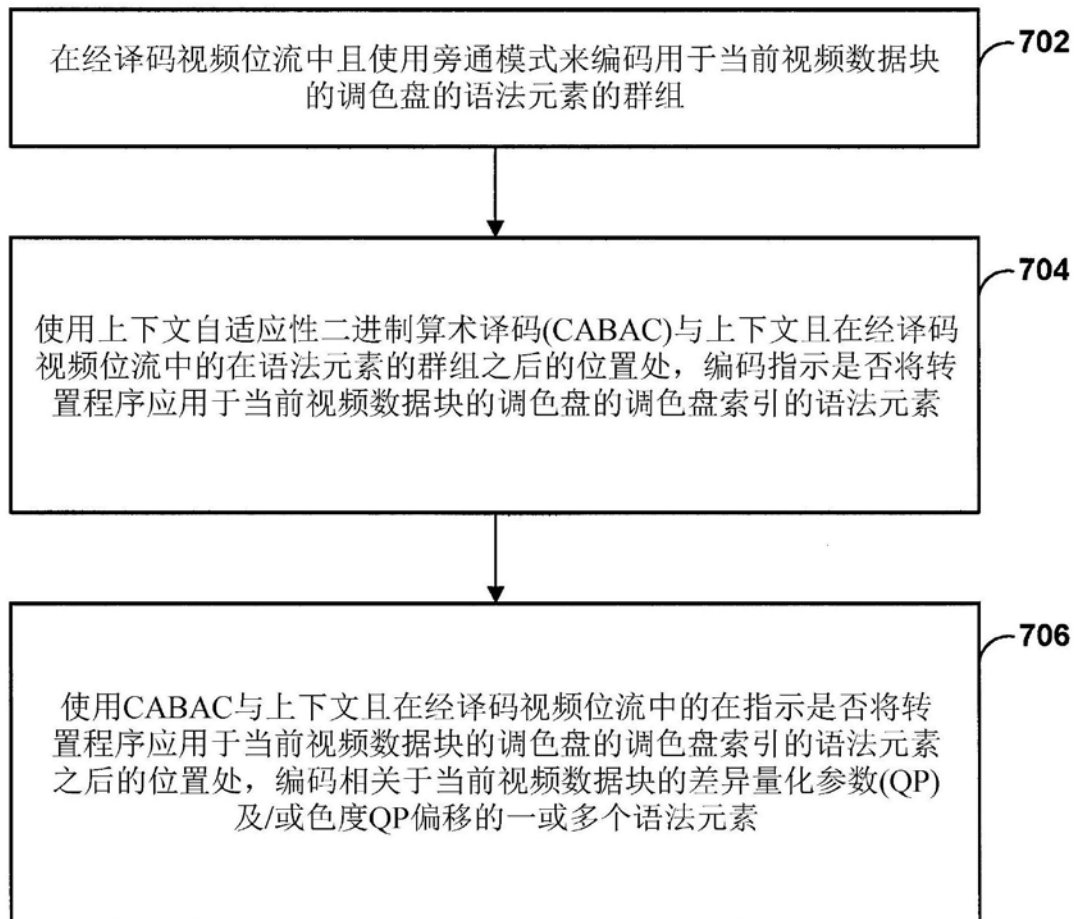 702
在经译码视频位流中且使用旁通模式来编码用于当前视频数据块
的调色盘的语法元素的群组
704
使用上下文自适应性二进制算术译码(CABAC)与上下文且在经译码
视频位流中的在语法元素的群组之后的位置处，编码指示是否将转
置程序应用于当前视频数据块的调色盘的调色盘索引的语法元素
706
使用CABAC与上下文且在经译码视频位流中的在指示是否将转
置程序应用于当前视频数据块的调色盘的调色盘索引的语法元素
之后的位置处，编码相关于当前视频数据块的差异量化参数(QP)
及/或色度QP偏移的一或多个语法元素